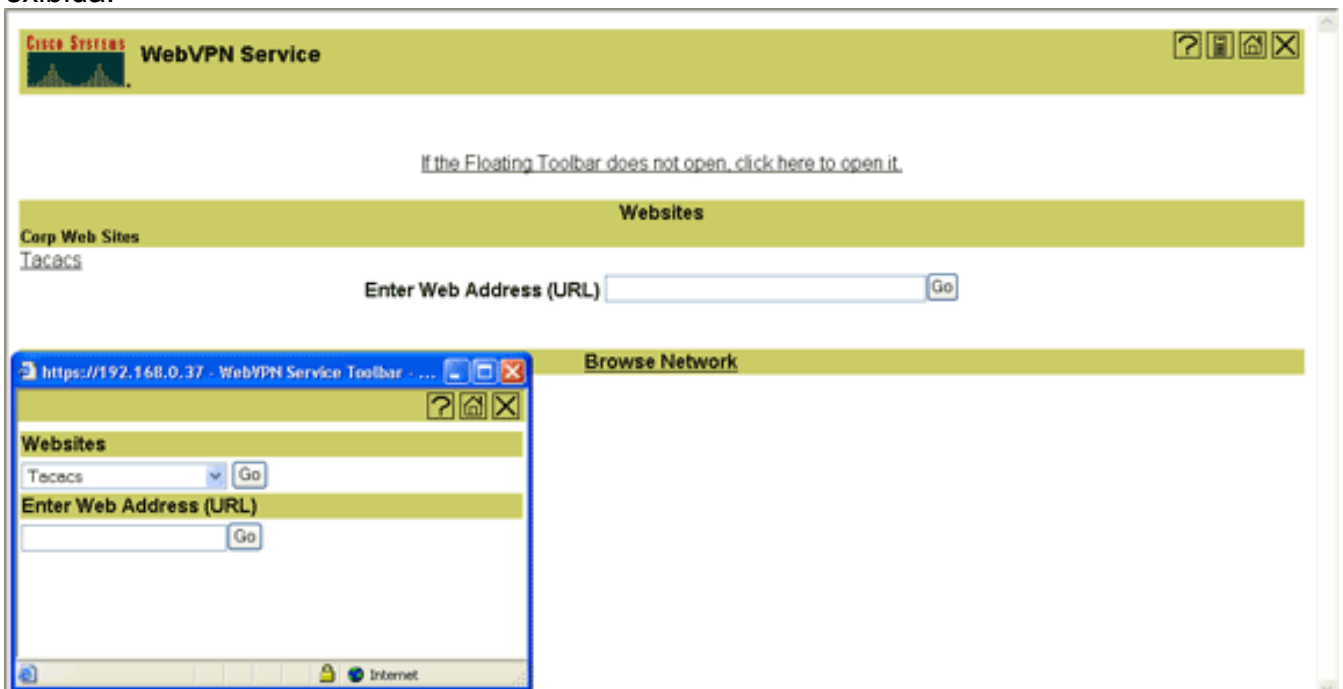 exibida.
CISCO SYSTEMS
WebVPN Service
If the Floating Toolbar does not open, click here to open it.
Websites
Corp Web Sites
Tacacs
Enter Web Address (URL) Go
Browse Network
https://192.168.0.37 - WebVPN Service Toolbar - ...
Websites
Tacacs Go
Enter Web Address (URL)
Go
Internet